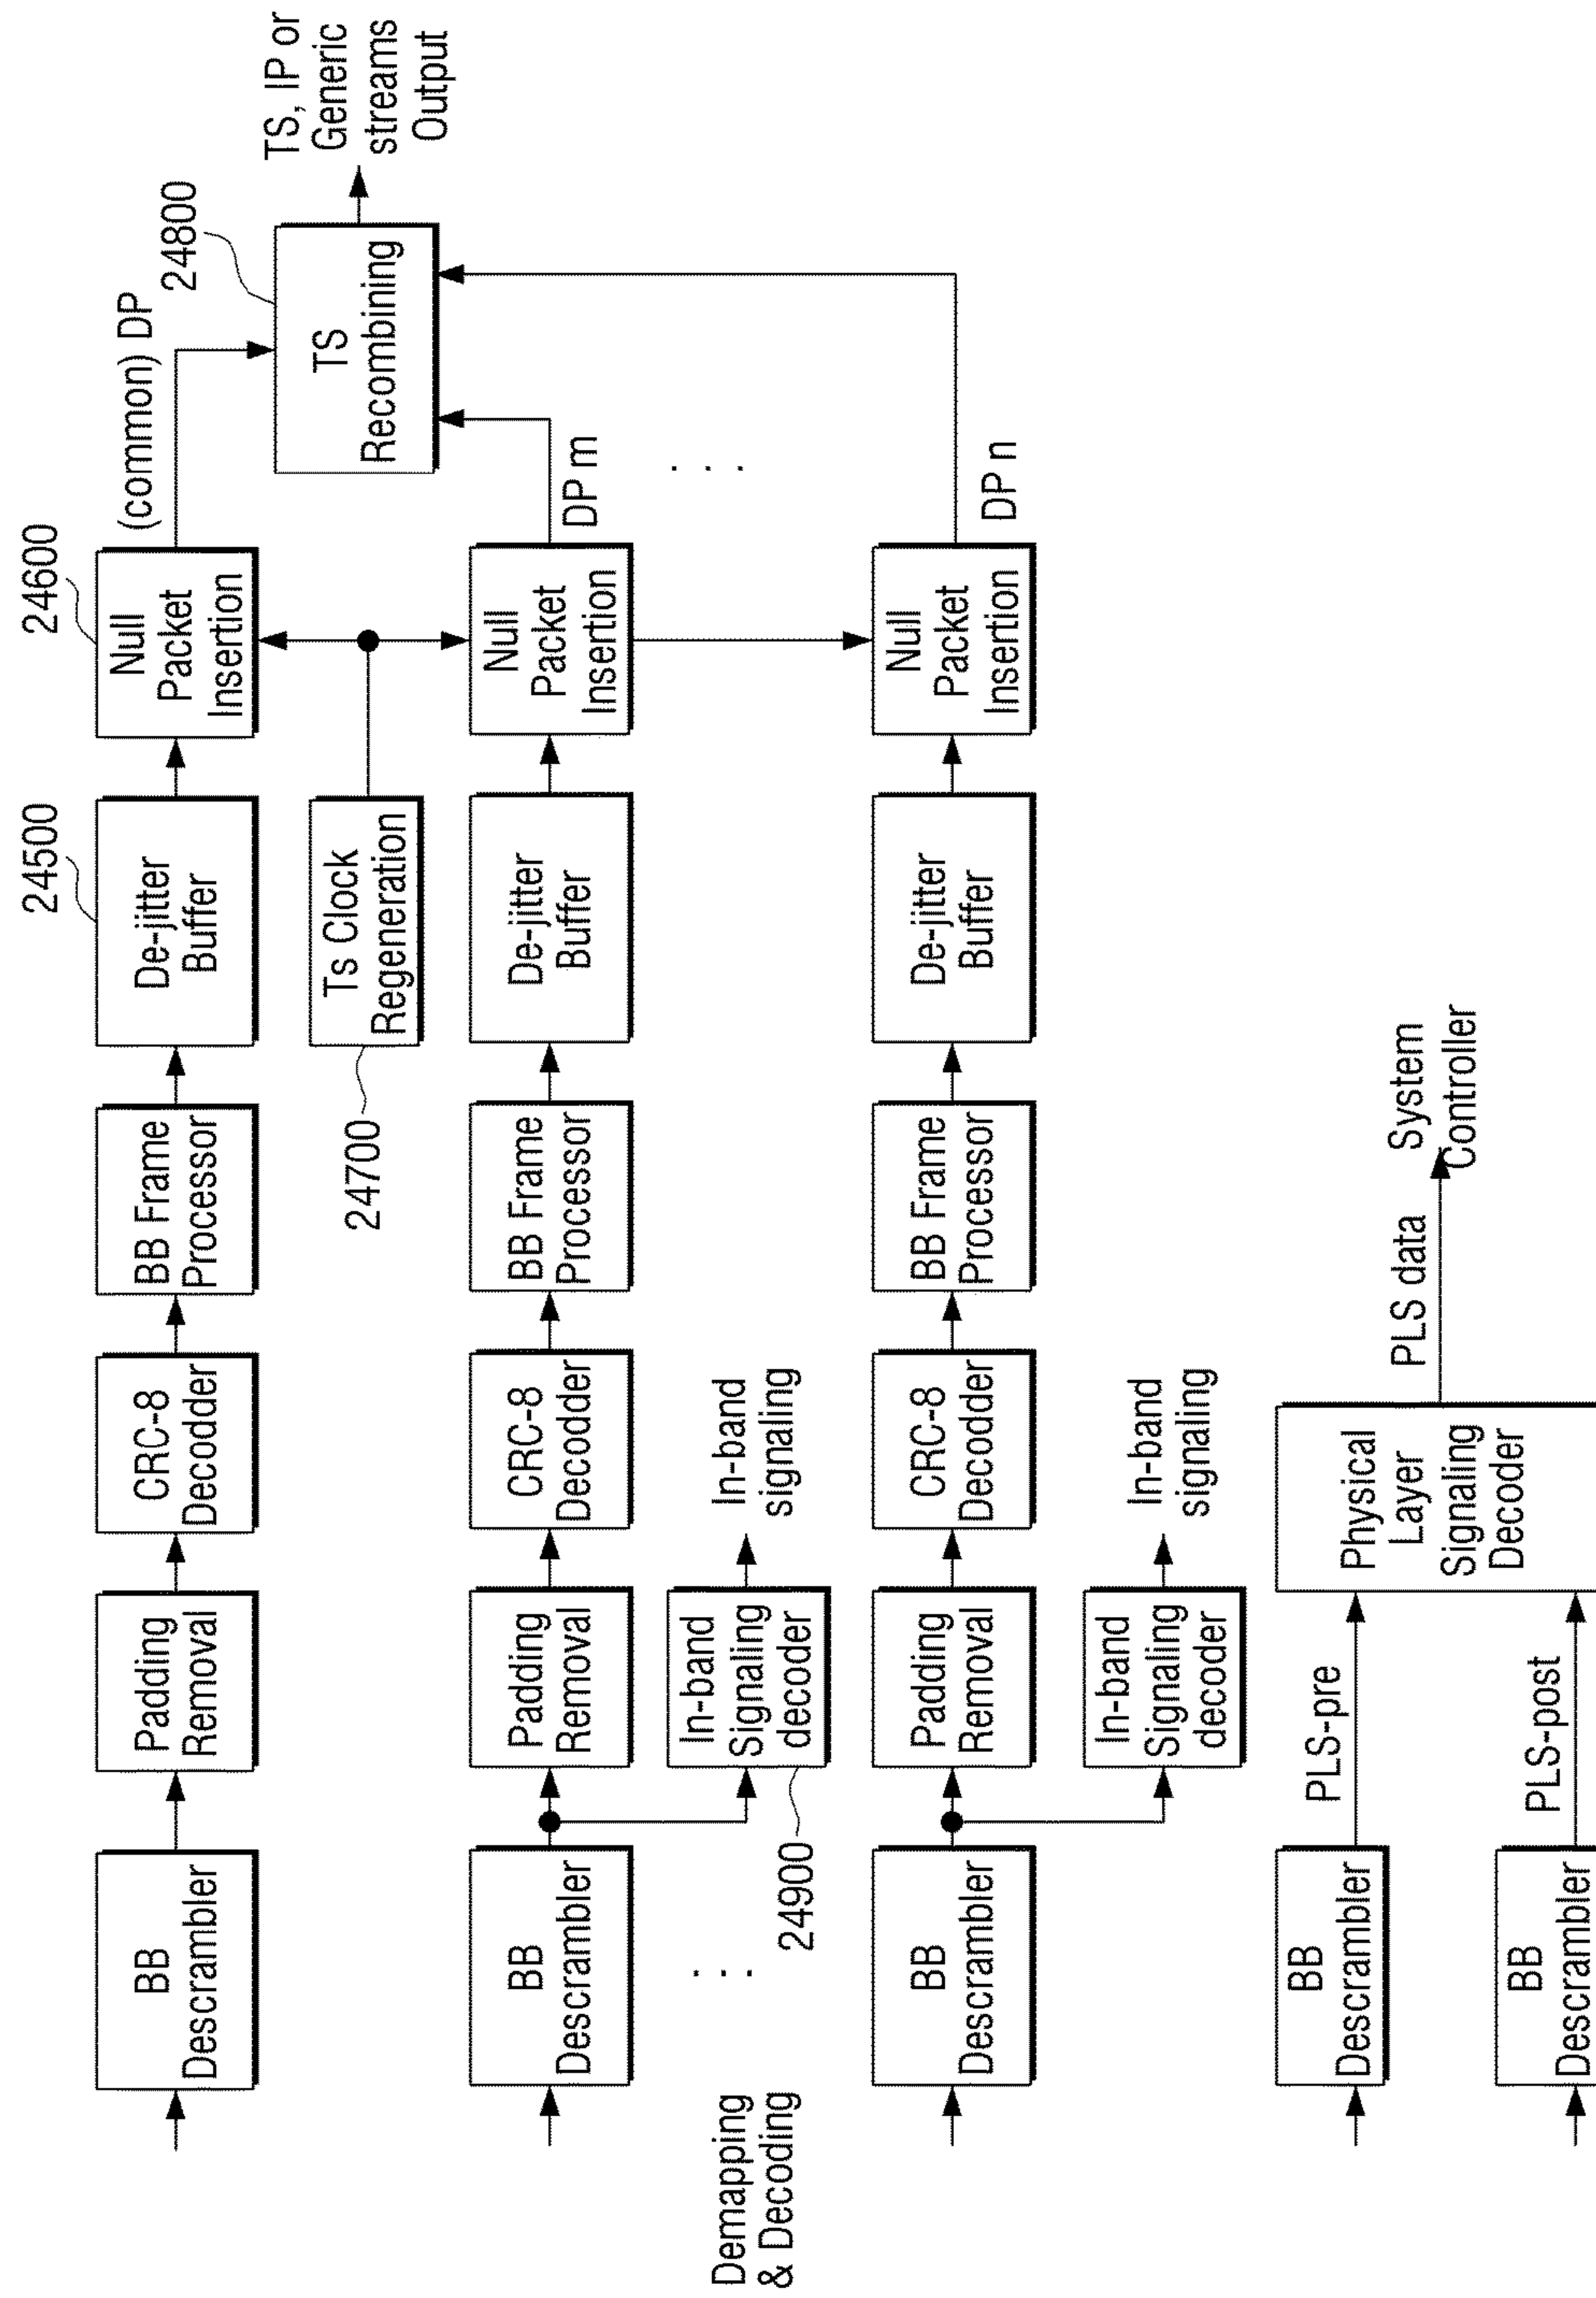 24500
24600
(common) DP
24800
BB
Descrambler
Padding
Removal
CRC-8
Decodder
BB Frame
Processor
De-jitter
Buffer
Null
Packet
Insertion
TS
Recombining
TS, IP or
Generic
streams
Output
24700
Ts Clock
Regeneration
BB
Descrambler
Padding
Removal
CRC-8
Decodder
BB Frame
Processor
De-jitter
Buffer
Null
Packet
Insertion
DP m
. . .
Demapping
& Decoding
. . .
24900
In-band
Signaling
decoder
In-band
signaling
BB
Descrambler
Padding
Removal
CRC-8
Decodder
BB Frame
Processor
De-jitter
Buffer
Null
Packet
Insertion
DP n
In-band
Signaling
decoder
In-band
signaling
BB
Descrambler
PLS-pre
Physical
Layer
Signaling
Decoder
PLS data
System
Controller
BB
Descrambler
PLS-post